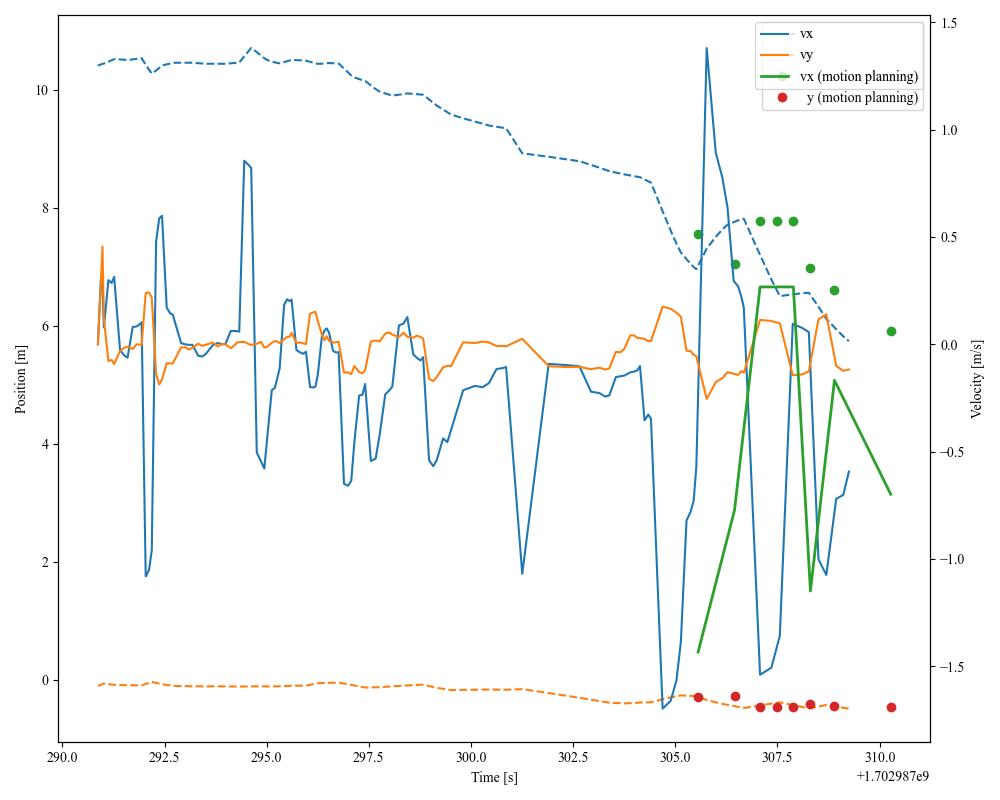 vx
vy
vx (motion planning)
y (motion planning)
Position [m]
10
8
6
4
2
0
1.5
1.0
0.5
0.0
−0.5
−1.0
−1.5
Velocity [m/s]
290.0 292.5 295.0 297.5 300.0 302.5 305.0 307.5 310.0
Time [s]
+1.702987e9